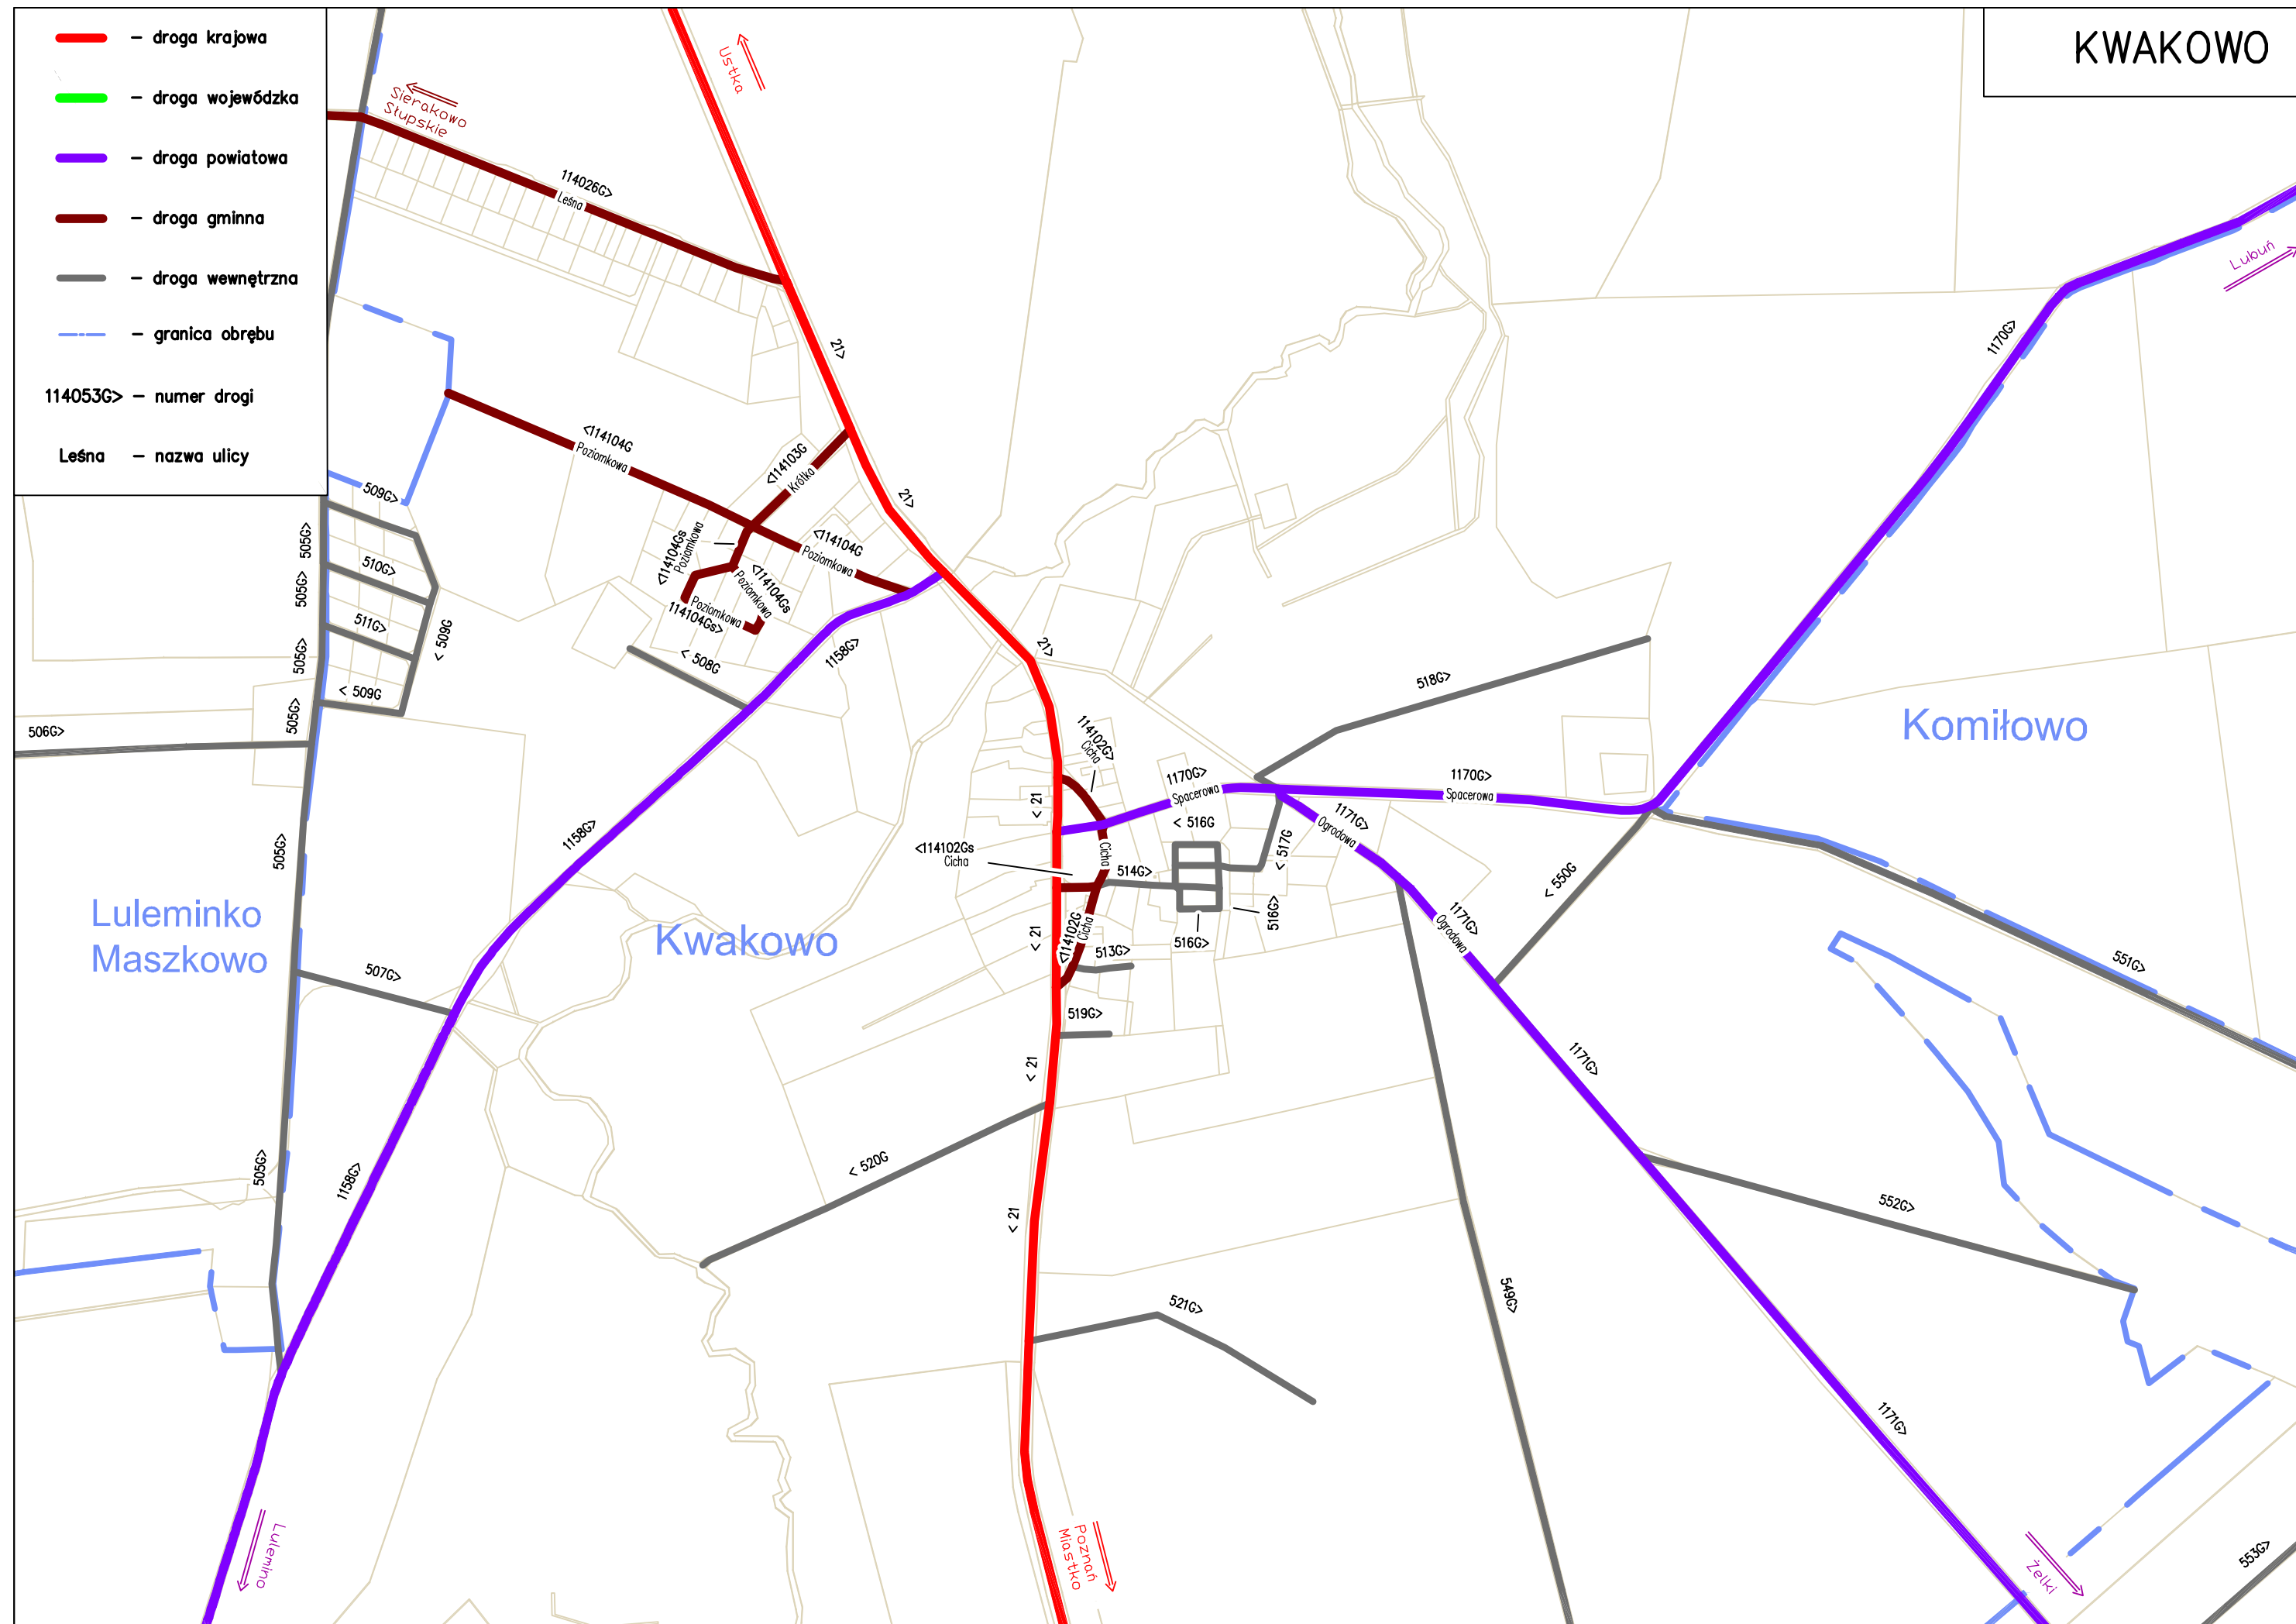 KWAKOWO
– droga krajowa
– droga wojewódzka
– droga powiatowa
– droga gminna
– droga wewnętrzna
– granica obrębu
114053G> – numer drogi
Leśna – nazwa ulicy
Ustka
Sierakowo
Słupskie
114026G>
Leśna
21>
Lubuń
1170G>
<114104G
Poziomkowa
<114103G
Krótka
21>
509G>
505G>
<114104Gs
Poziomkowa
<114104G
Poziomkowa
510G>
505G>
<114104Gs
Poziomkowa
Poziomkowa
114104Gs>
511G>
< 509G
505G>
< 508G
1158G>
21>
518G>
< 509G
505G>
506G>
114102G>
Cicha
Komiłowo
1170G>
Spacerowa
1170G>
Spacerowa
< 21
< 516G
1171G>
Ogrodowa
1158G>
505G>
<114102Gs
Cicha
Cicha
514G>
< 517G
< 550G
Luleminko
Maszkowo
Kwakowo
< 21
<114102G
Cicha
513G>
516G>
516G>
1171G>
Ogrodowa
551G>
507G>
519G>
< 21
1171G>
505G>
1158G>
< 520G
552G>
< 21
521G>
549G>
1171G>
Lulemino
Poznań
Miastko
Żelki
553G>